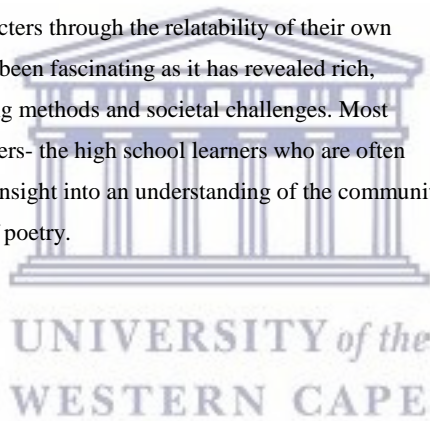 cters through the relatability of their own
been fascinating as it has revealed rich,
g methods and societal challenges. Most
ers- the high school learners who are often
nsight into an understanding of the communi
poetry.
UNIVERSITY of the
WESTERN CAPE